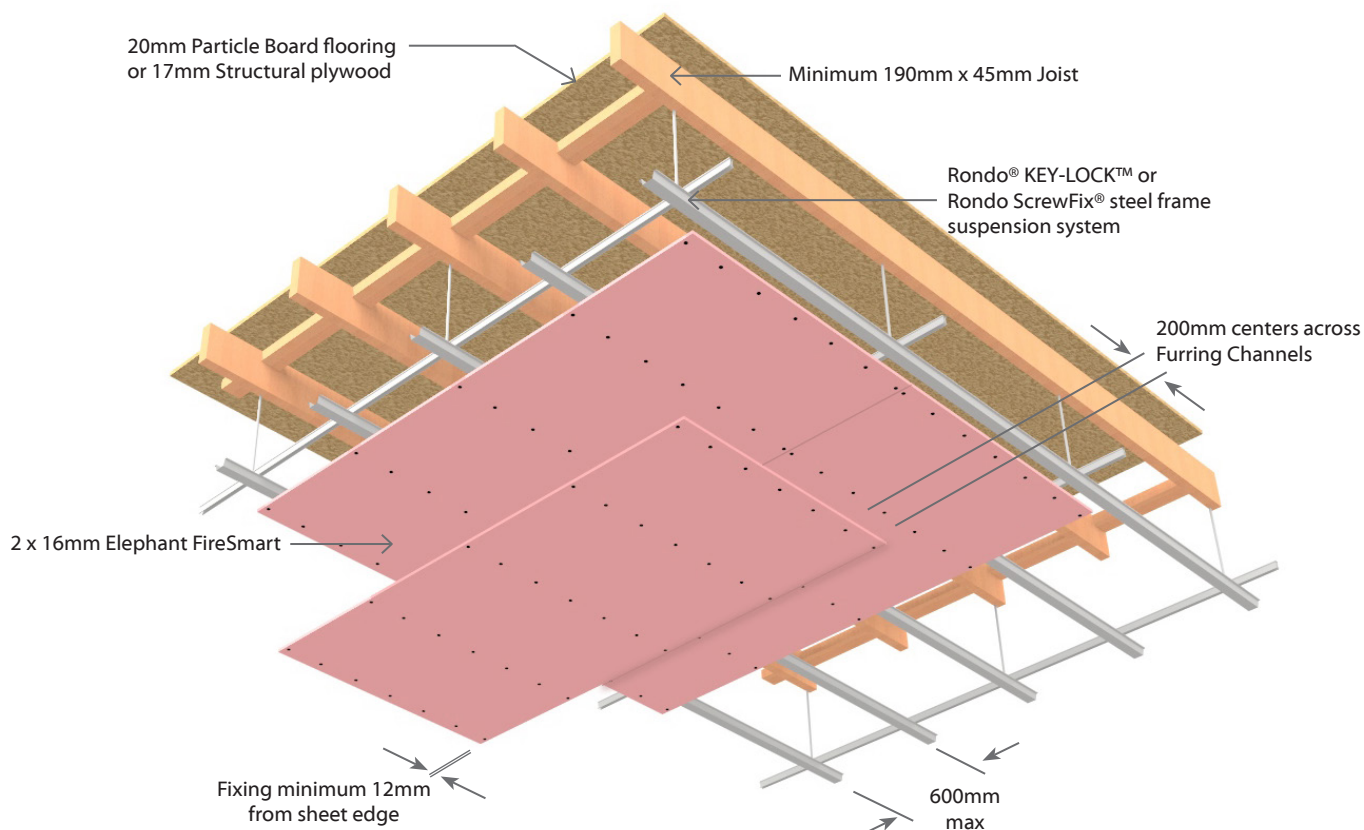 20mm Particle Board flooring
or 17mm Structural plywood
Minimum 190mm x 45mm Joist
Rondo® KEY-LOCK™ or
Rondo ScrewFix® steel frame
suspension system
200mm centers across
Furring Channels
2 x 16mm Elephant FireSmart
Fixing minimum 12mm
from sheet edge
600mm
max